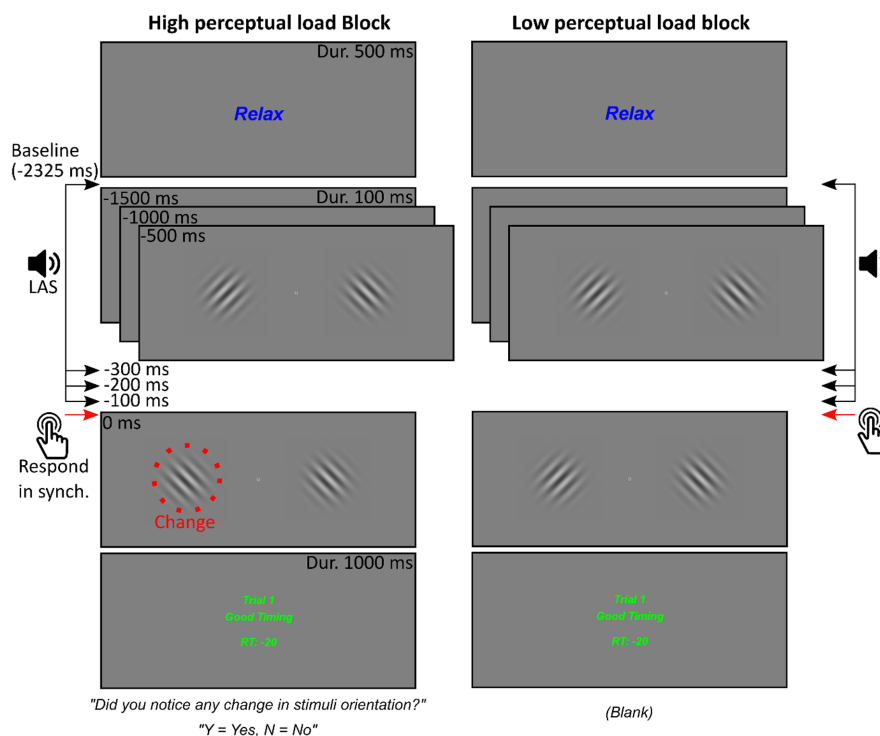 High perceptual load Block
Low perceptual load block
Dur. 500 ms
Relax
Relax
Baseline
(-2325 ms)
-1500 ms
Dur. 100 ms
-1000 ms
-500 ms
LAS
-300 ms
-200 ms
-100 ms
0 ms
Respond
in synch.
Change
Dur. 1000 ms
Trial 1
Good Timing
RT: -20
Trial 1
Good Timing
RT: -20
"Did you notice any change in stimuli orientation?"
"Y = Yes, N = No"
(Blank)